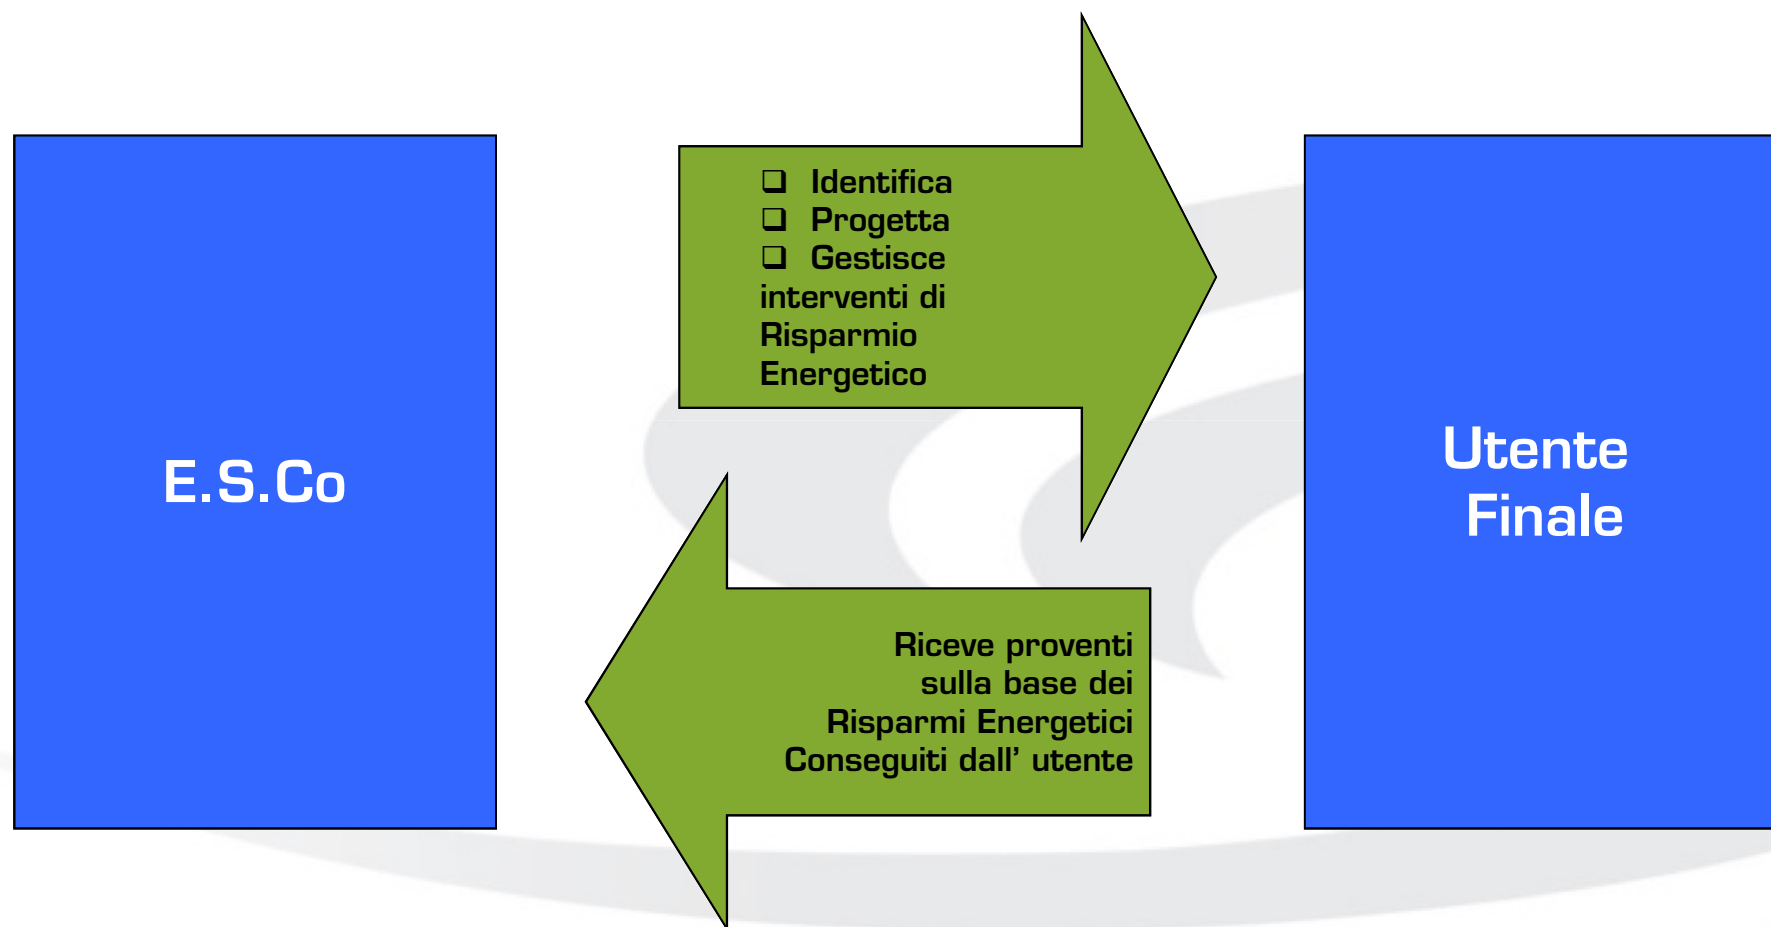 E.S.Co
❑ Identifica
❑ Progetta
❑ Gestisce
interventi di
Risparmio
Energetico
Riceve proventi
sulla base dei
Risparmi Energetici
Conseguiti dall' utente
Utente
Finale